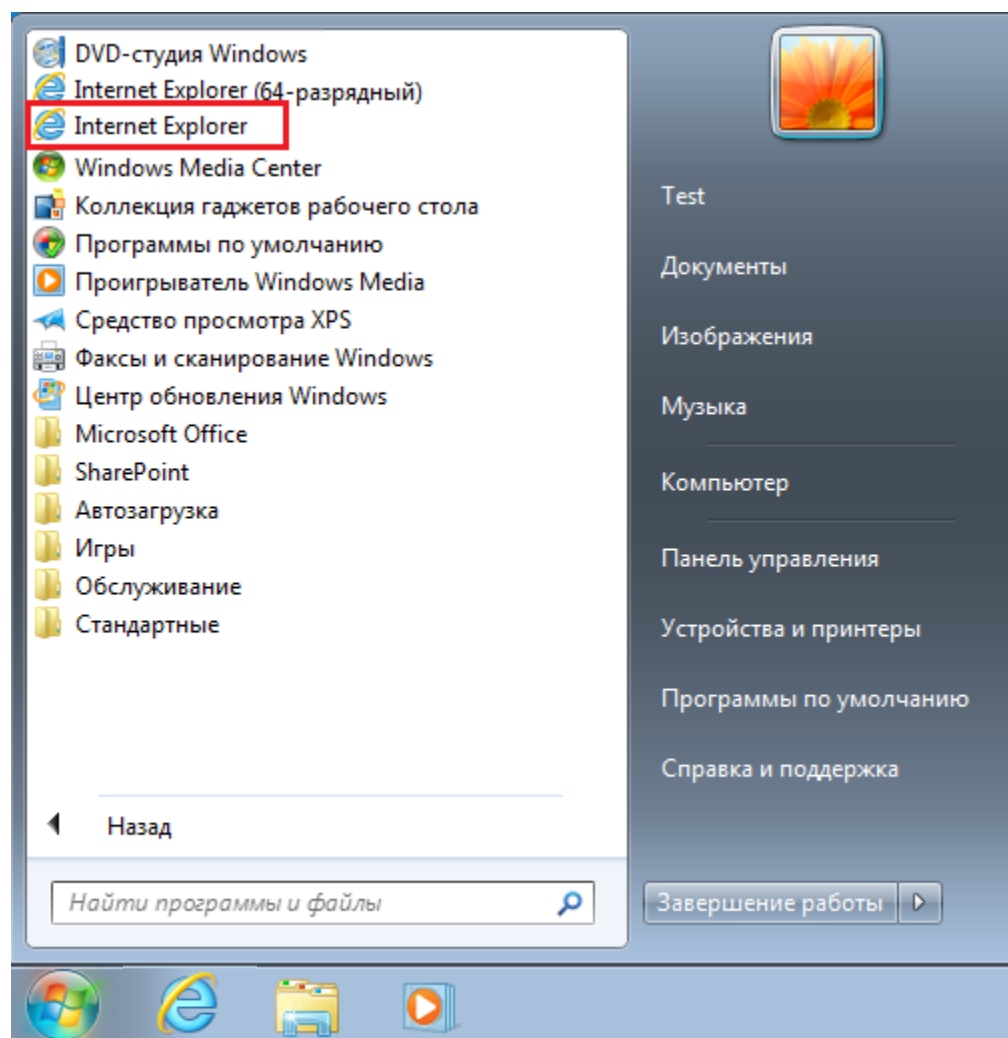 DVD-студия Windows
Internet Explorer (64-разрядный)
Internet Explorer
Windows Media Center
Коллекция гаджетов рабочего стола
Программы по умолчанию
Проигрыватель Windows Media
Средство просмотра XPS
Факсы и сканирование Windows
Центр обновления Windows
Microsoft Office
SharePoint
Автозагрузка
Игры
Обслуживание
Стандартные
Назад
Найти программы и файлы
Test
Документы
Изображения
Музыка
Компьютер
Панель управления
Устройства и принтеры
Программы по умолчанию
Справка и поддержка
Завершение работы